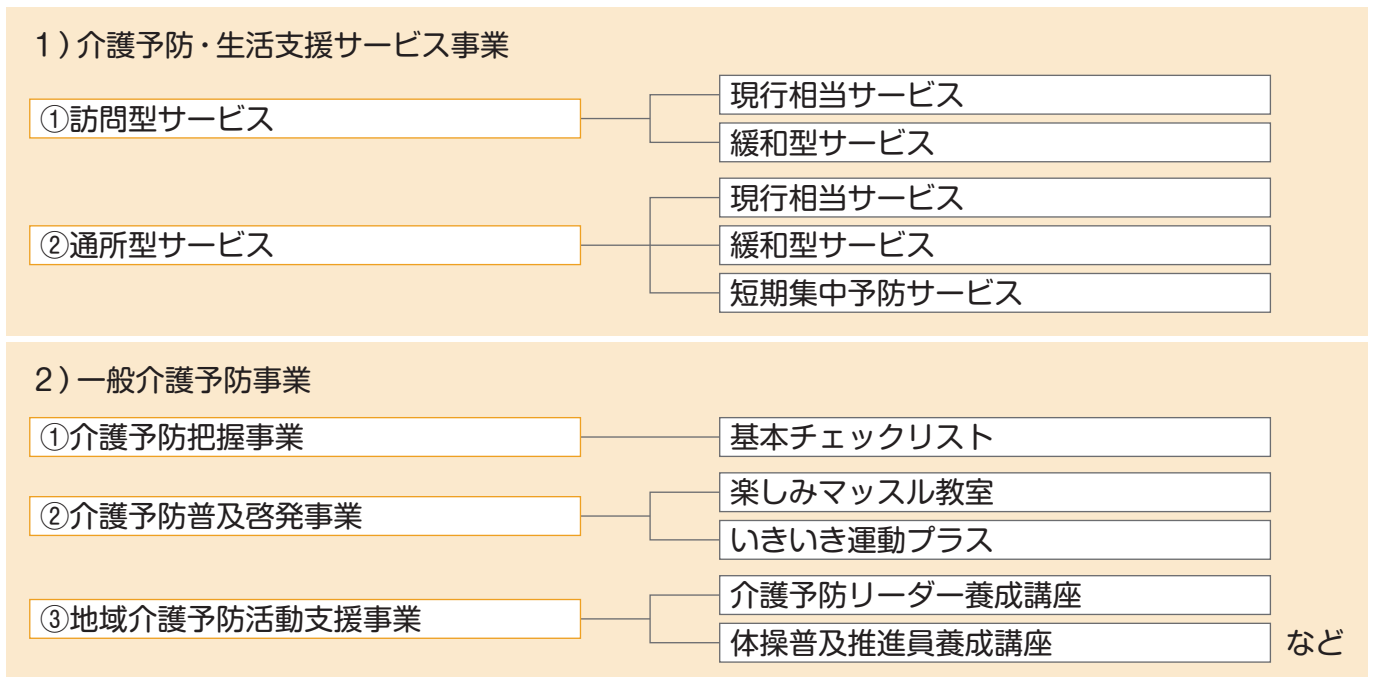 1）介護予防・生活支援サービス事業
①訪問型サービス
現行相当サービス
緩和型サービス
②通所型サービス
現行相当サービス
緩和型サービス
短期集中予防サービス
2）一般介護予防事業
①介護予防把握事業
基本チェックリスト
②介護予防普及啓発事業
楽しみマッスル教室
いきいき運動プラス
③地域介護予防活動支援事業
介護予防リーダー養成講座
体操普及推進員養成講座 など